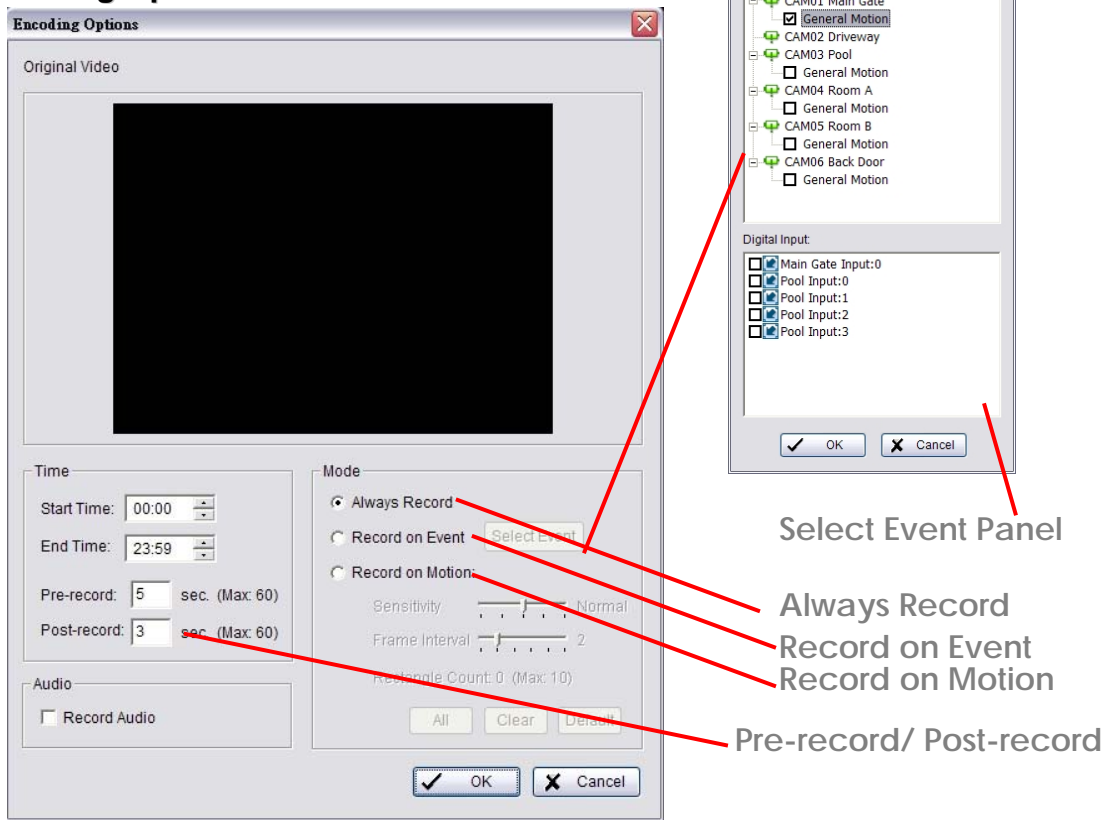 Encoding Options
Original Video
Time
Start Time: 00:00
End Time: 23:59
Pre-record: 5 sec. (Max: 60)
Post-record: 3 sec. (Max: 60)
Audio
Record Audio
Mode
Always Record
Record on Event Select Event
Record on Motion:
Sensitivity Normal
Frame Interval 2
Rectangle Count: 0 (Max: 10)
All Clear Default
OK Cancel
CAM01 Main Gate
General Motion
CAM02 Driveway
CAM03 Pool
General Motion
CAM04 Room A
General Motion
CAM05 Room B
General Motion
CAM06 Back Door
General Motion
Digital Input:
Main Gate Input:0
Pool Input:0
Pool Input:1
Pool Input:2
Pool Input:3
OK Cancel
Select Event Panel
Always Record
Record on Event
Record on Motion
Pre-record/ Post-record